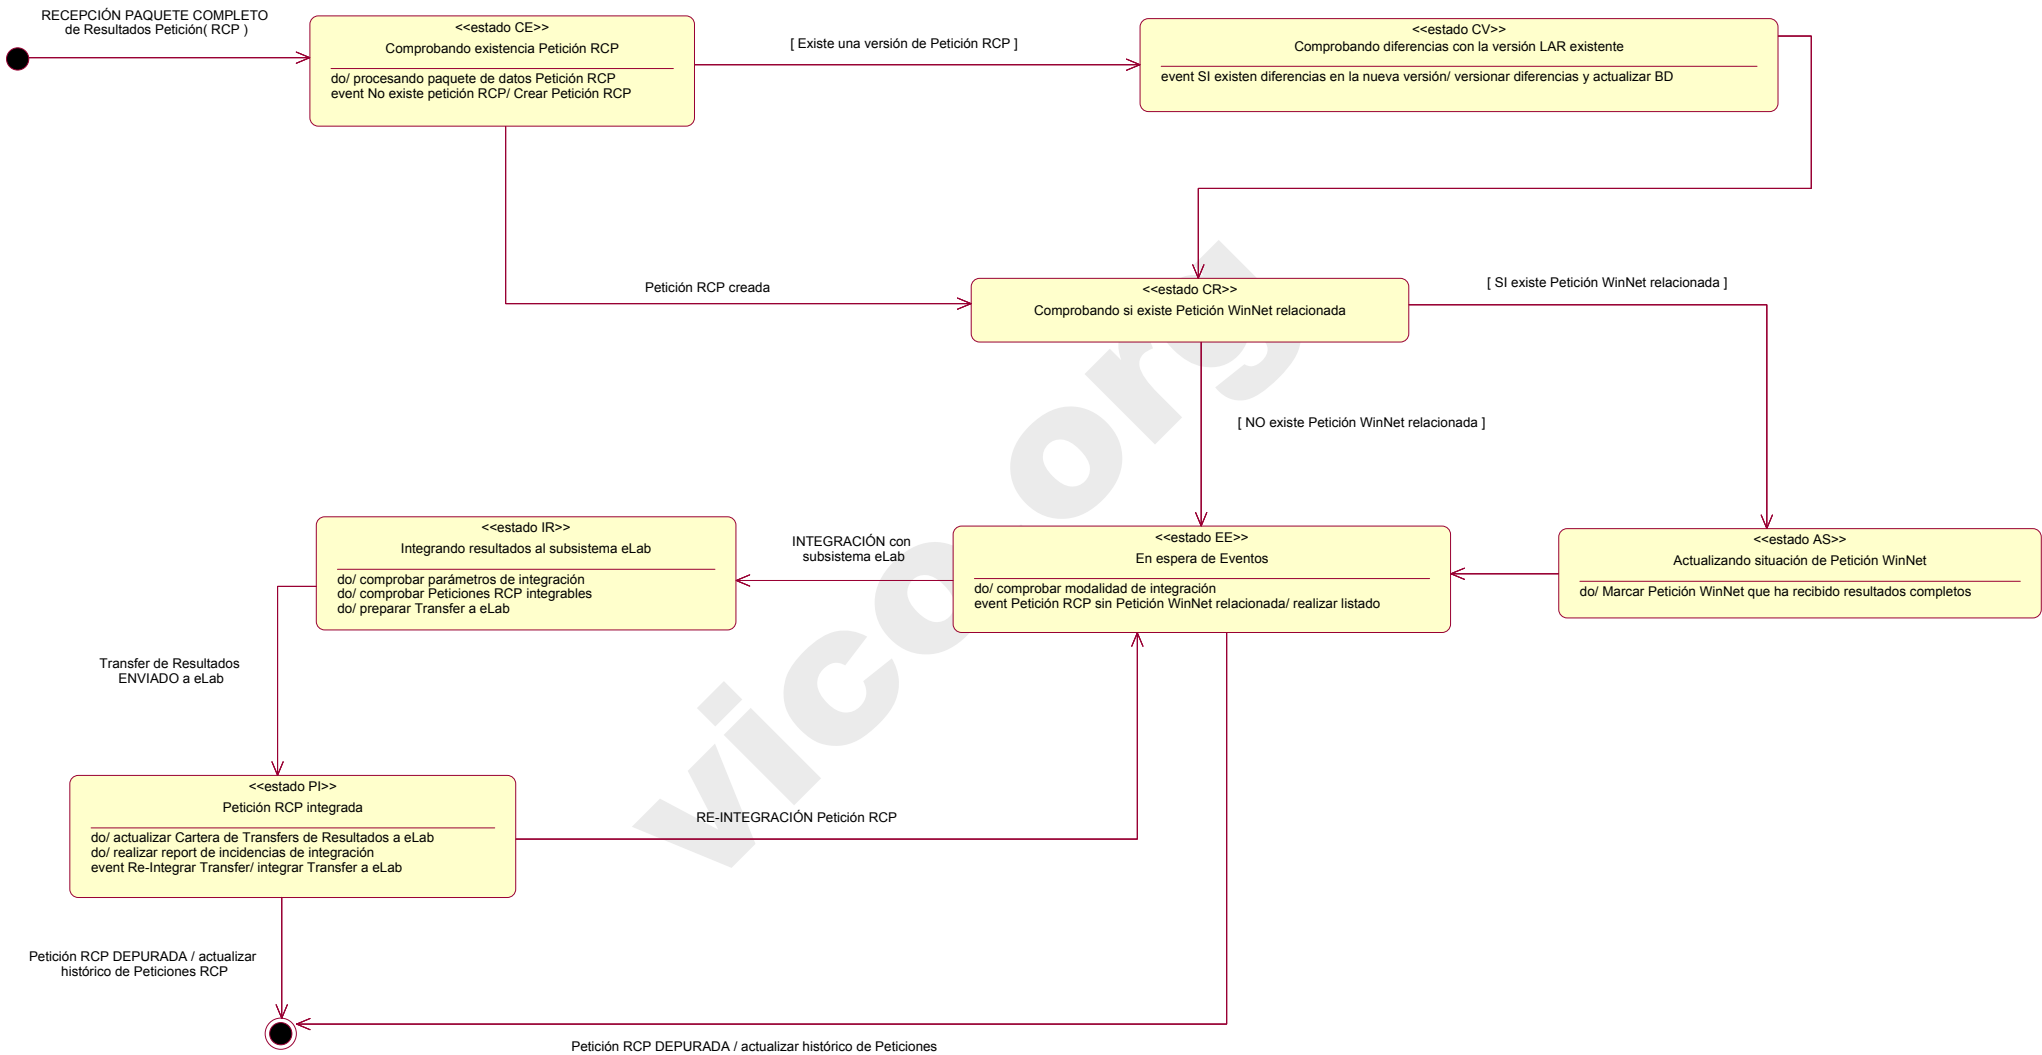 RECEPCIÓN PAQUETE COMPLETO
de Resultados Petición( RCP )
<<estado CE>>
Comprobando existencia Petición RCP
do/ procesando paquete de datos Petición RCP
event No existe petición RCP/ Crear Petición RCP
[ Existe una versión de Petición RCP ]
<<estado CV>>
Comprobando diferencias con la versión LAR existente
event SI existen diferencias en la nueva versión/ versionar diferencias y actualizar BD
Petición RCP creada
<<estado CR>>
Comprobando si existe Petición WinNet relacionada
[ SI existe Petición WinNet relacionada ]
[ NO existe Petición WinNet relacionada ]
<<estado IR>>
Integrando resultados al subsistema eLab
do/ comprobar parámetros de integración
do/ comprobar Peticiones RCP integrables
do/ preparar Transfer a eLab
INTEGRACIÓN con
subsistema eLab
<<estado EE>>
En espera de Eventos
do/ comprobar modalidad de integración
event Petición RCP sin Petición WinNet relacionada/ realizar listado
<<estado AS>>
Actualizando situación de Petición WinNet
do/ Marcar Petición WinNet que ha recibido resultados completos
Transfer de Resultados
ENVIADO a eLab
<<estado PI>>
Petición RCP integrada
do/ actualizar Cartera de Transfers de Resultados a eLab
do/ realizar report de incidencias de integración
event Re-Integrar Transfer/ integrar Transfer a eLab
RE-INTEGRACIÓN Petición RCP
Petición RCP DEPURADA / actualizar
histórico de Peticiones RCP
Petición RCP DEPURADA / actualizar histórico de Peticiones
vico.org